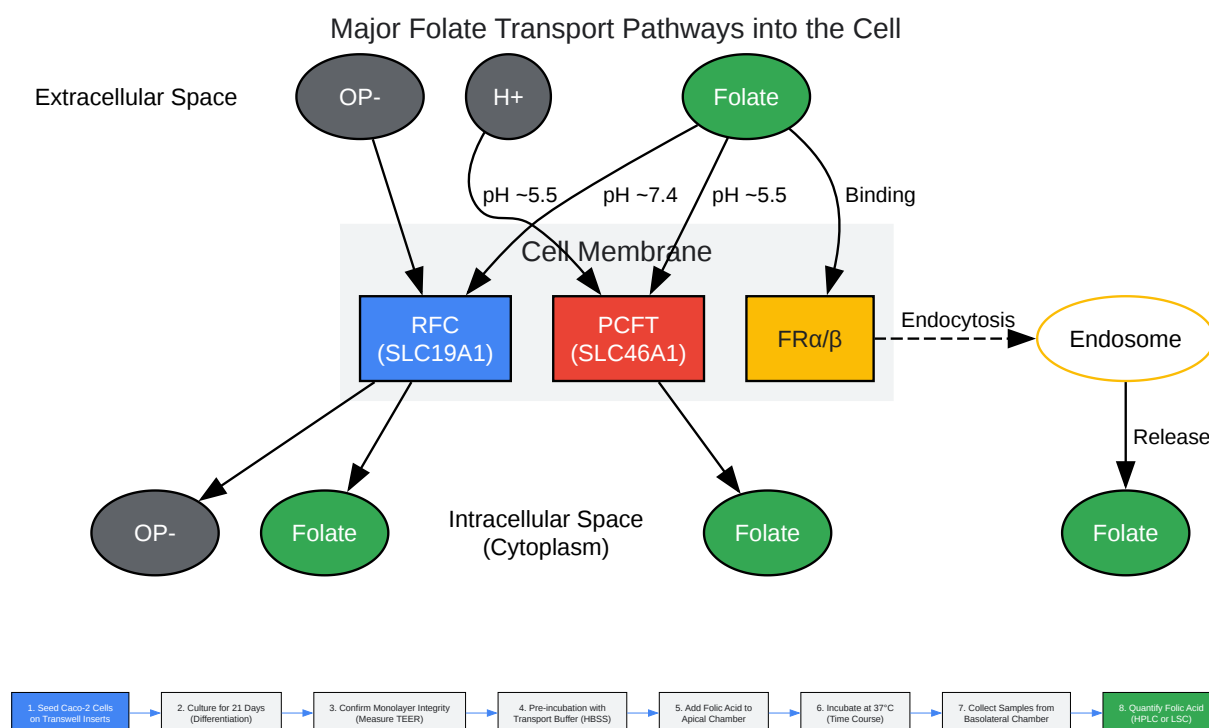 Major Folate Transport Pathways into the Cell
Extracellular Space
OP-
H+
Folate
pH ~5.5
pH ~7.4
pH ~5.5
Binding
Cell Membrane
RFC
(SLC19A1)
PCFT
(SLC46A1)
FRα/β
Endocytosis
Endosome
Release
OP-
Folate
Intracellular Space
(Cytoplasm)
Folate
Folate
1. Seed Caco-2 Cells
on Transwell Inserts
2. Culture for 21 Days
(Differentiation)
3. Confirm Monolayer Integrity
(Measure TEER)
4. Pre-incubation with
Transport Buffer (HBSS)
5. Add Folic Acid to
Apical Chamber
6. Incubate at 37°C
(Time Course)
7. Collect Samples from
Basolateral Chamber
8. Quantify Folic Acid
(HPLC or LSC)